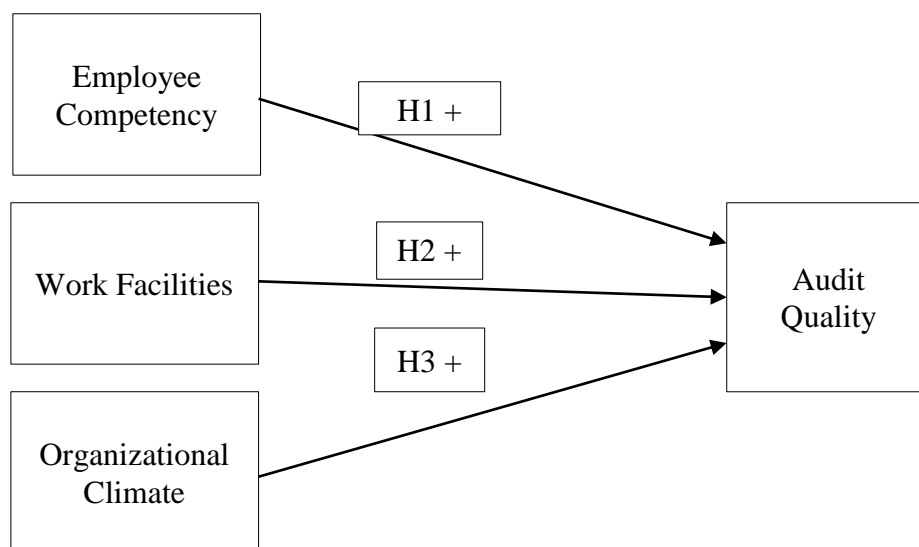 Employee
Competency
H1 +
Work Facilities
H2 +
Audit
Quality
H3 +
Organizational
Climate